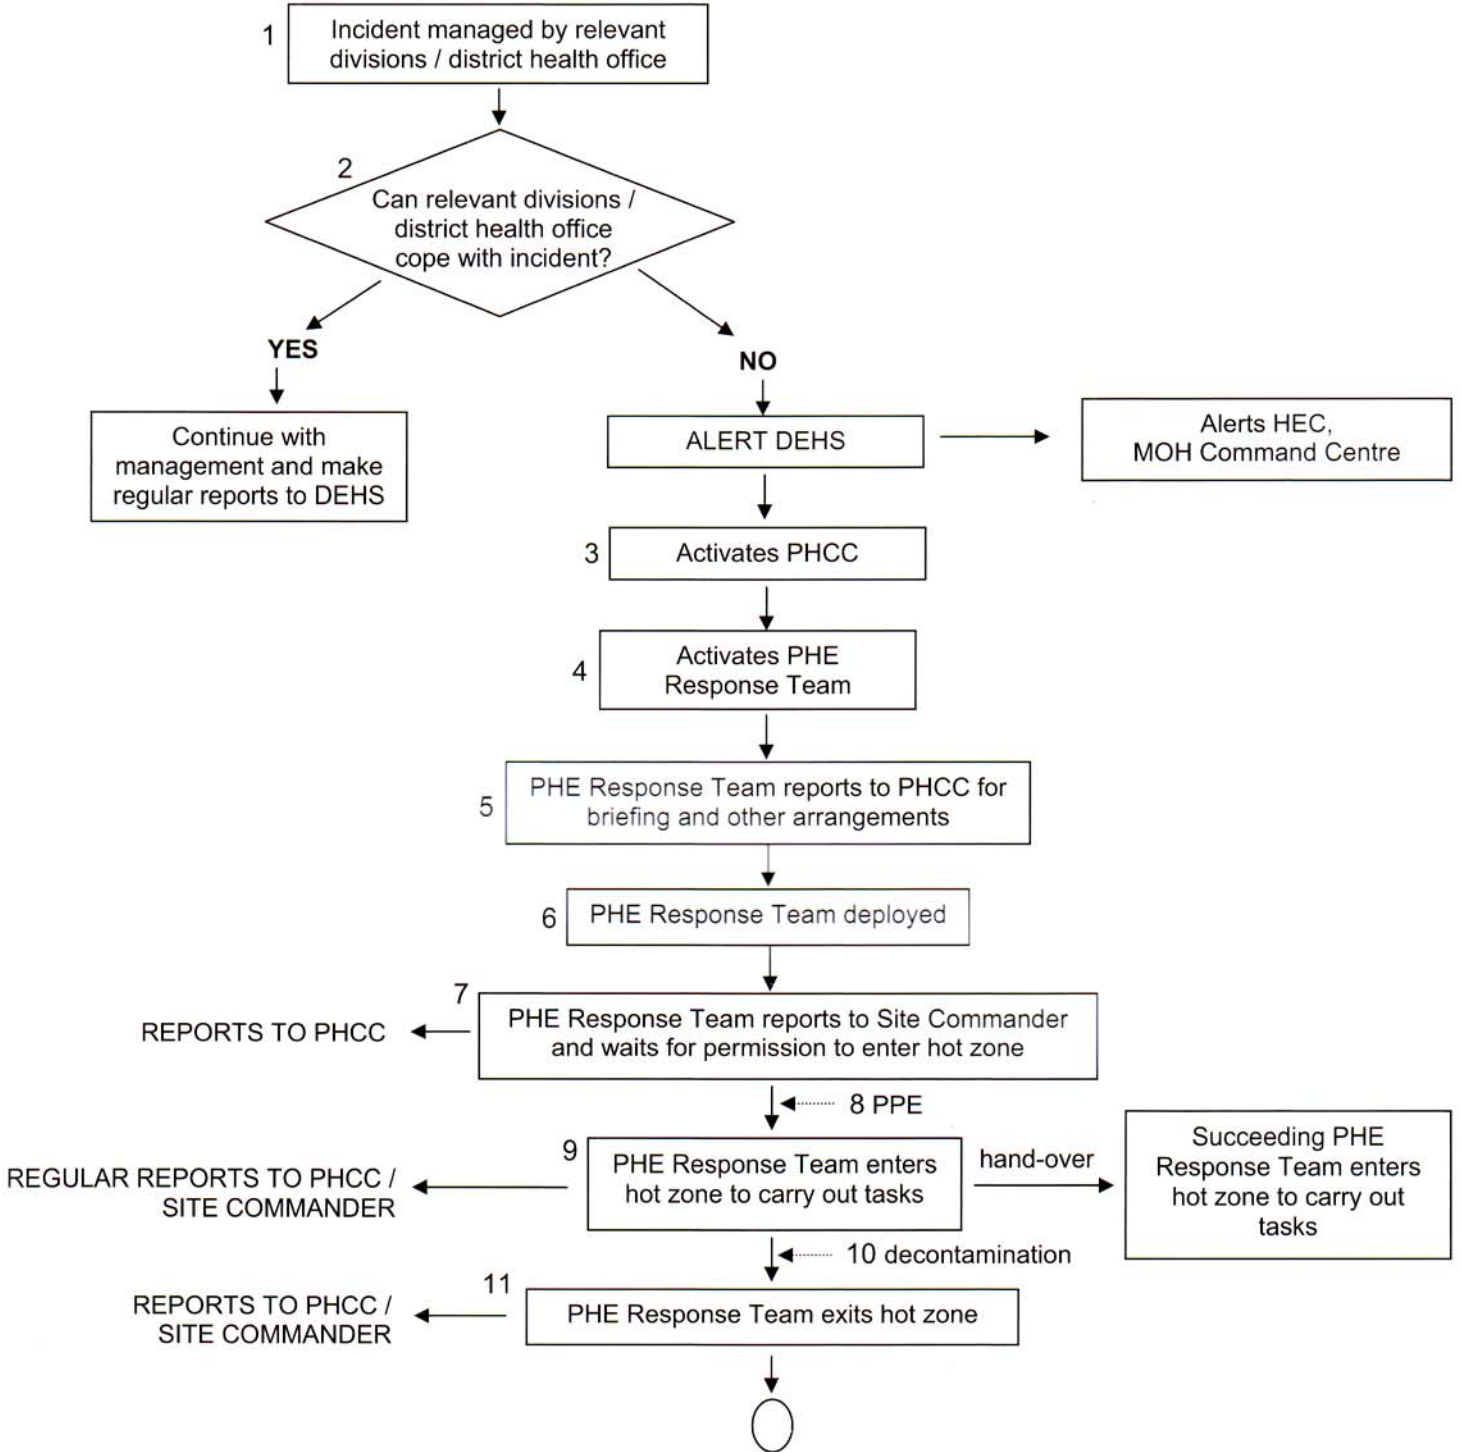 1
Incident managed by relevant
divisions / district health office
2
Can relevant divisions /
district health office
cope with incident?
YES
NO
Continue with
management and make
regular reports to DEHS
ALERT DEHS
Alerts HEC,
MOH Command Centre
3
Activates PHCC
4
Activates PHE
Response Team
5
PHE Response Team reports to PHCC for
briefing and other arrangements
6
PHE Response Team deployed
7
PHE Response Team reports to Site Commander
and waits for permission to enter hot zone
REPORTS TO PHCC
8 PPE
9
PHE Response Team enters
hot zone to carry out tasks
hand-over
Succeeding PHE
Response Team enters
hot zone to carry out
tasks
REGULAR REPORTS TO PHCC /
SITE COMMANDER
10 decontamination
11
PHE Response Team exits hot zone
REPORTS TO PHCC /
SITE COMMANDER